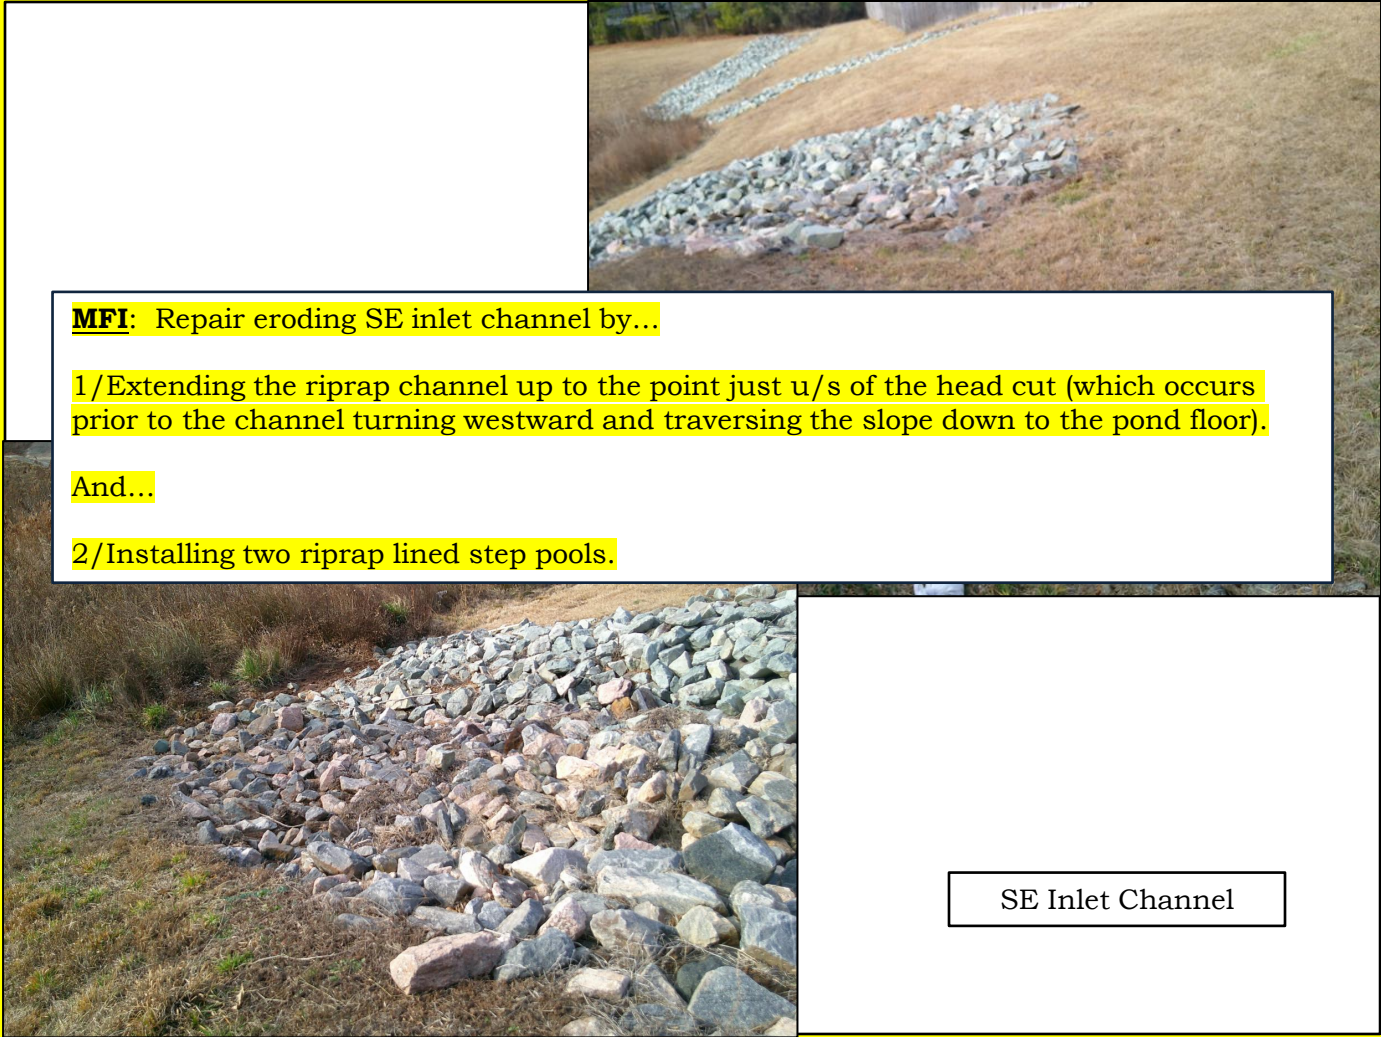 MFI:  Repair eroding SE inlet channel by…
1/Extending the riprap channel up to the point just u/s of the head cut (which occurs
prior to the channel turning westward and traversing the slope down to the pond floor).
And…
2/Installing two riprap lined step pools.
SE Inlet Channel